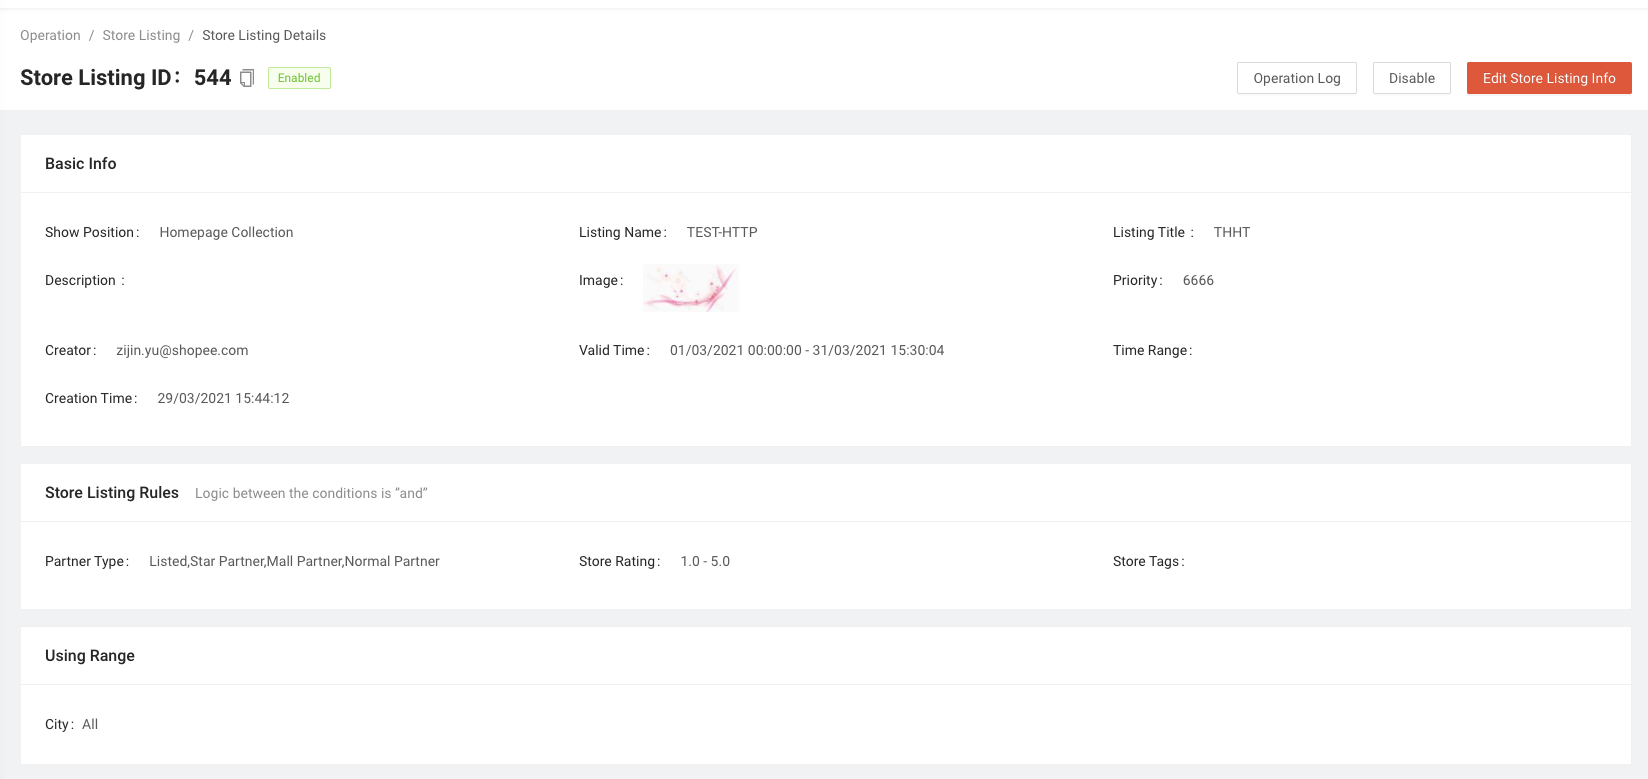 Operation / Store Listing / Store Listing Details
Store Listing ID: 544 Enabled
Operation Log Disable Edit Store Listing Info
Basic Info
Show Position: Homepage Collection Listing Name: TEST-HTTP Listing Title : THHT
Description : Image: Priority: 6666
Creator: zijin.yu@shopee.com Valid Time: 01/03/2021 00:00:00 - 31/03/2021 15:30:04 Time Range:
Creation Time: 29/03/2021 15:44:12
Store Listing Rules Logic between the conditions is “and”
Partner Type: Listed,Star Partner,Mall Partner,Normal Partner Store Rating: 1.0 - 5.0 Store Tags:
Using Range
City: All